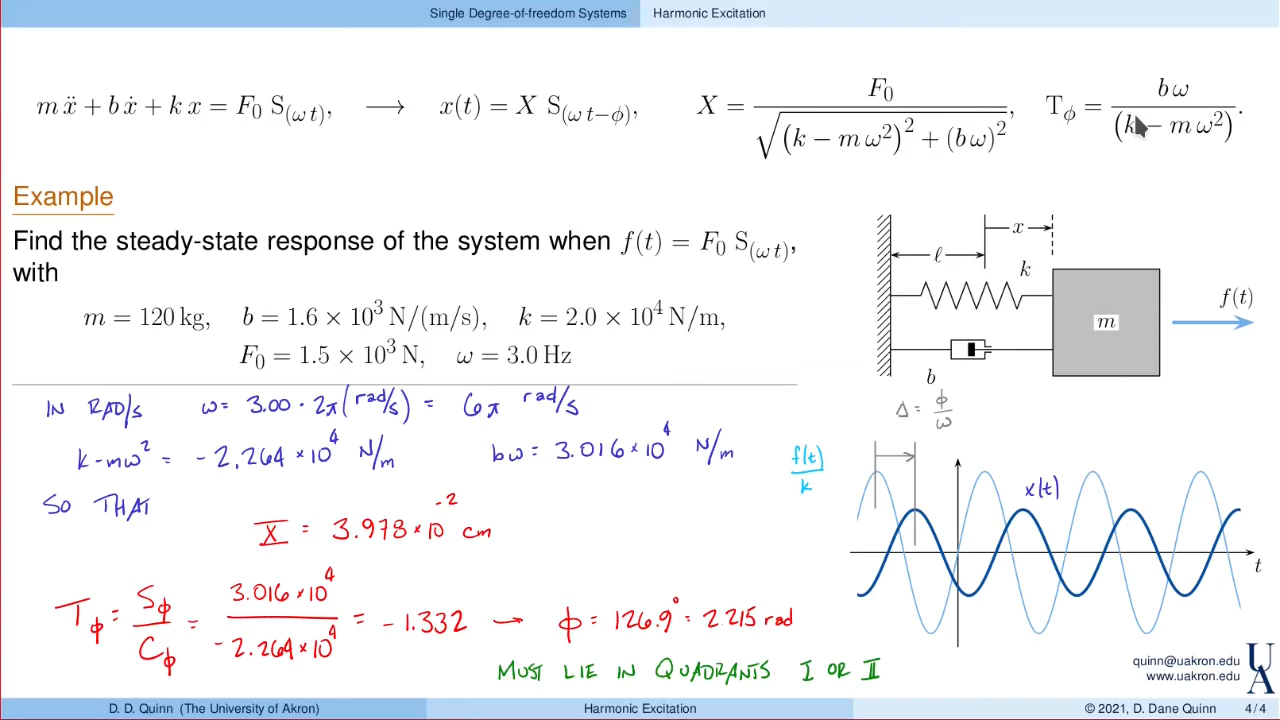 Single Degree-of-freedom Systems Harmonic Excitation
m ẍ + b ẋ + k x = F₀ S(ω t), ⟶ x(t) = X S(ω t−ϕ), X = F₀ / √((k − m ω²)² + (b ω)²), Tϕ = b ω / (k − m ω²).
Example
Find the steady-state response of the system when f(t) = F₀ S(ω t),
with
m = 120 kg, b = 1.6 × 10³ N/(m/s), k = 2.0 × 10⁴ N/m,
F₀ = 1.5 × 10³ N, ω = 3.0 Hz
x
ℓ
k
m
f(t)
b
IN RAD/S ω = 3.00 · 2π (rad/s) = 6π rad/s
k-mω² = -2.264 × 10⁴ N/m bω = 3.016 × 10⁴ N/m
SO THAT
X = 3.978 × 10⁻² cm
Tϕ = Sϕ / Cϕ = 3.016 × 10⁴ / -2.264 × 10⁴ = -1.332 → ϕ = 126.9° = 2.215 rad
MUST LIE IN QUADRANTS I OR II
Δ = ϕ / ω
f(t) / k
x(t)
t
quinn@uakron.edu
www.uakron.edu
UA
D. D. Quinn (The University of Akron) Harmonic Excitation © 2021, D. Dane Quinn 4 / 4